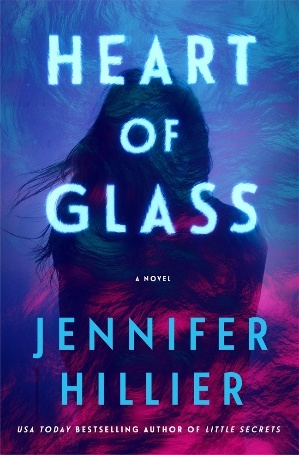 HEART
OF
GLASS
A NOVEL
JENNIFER
HILLIER
USA TODAY BESTSELLING AUTHOR OF LITTLE SECRETS